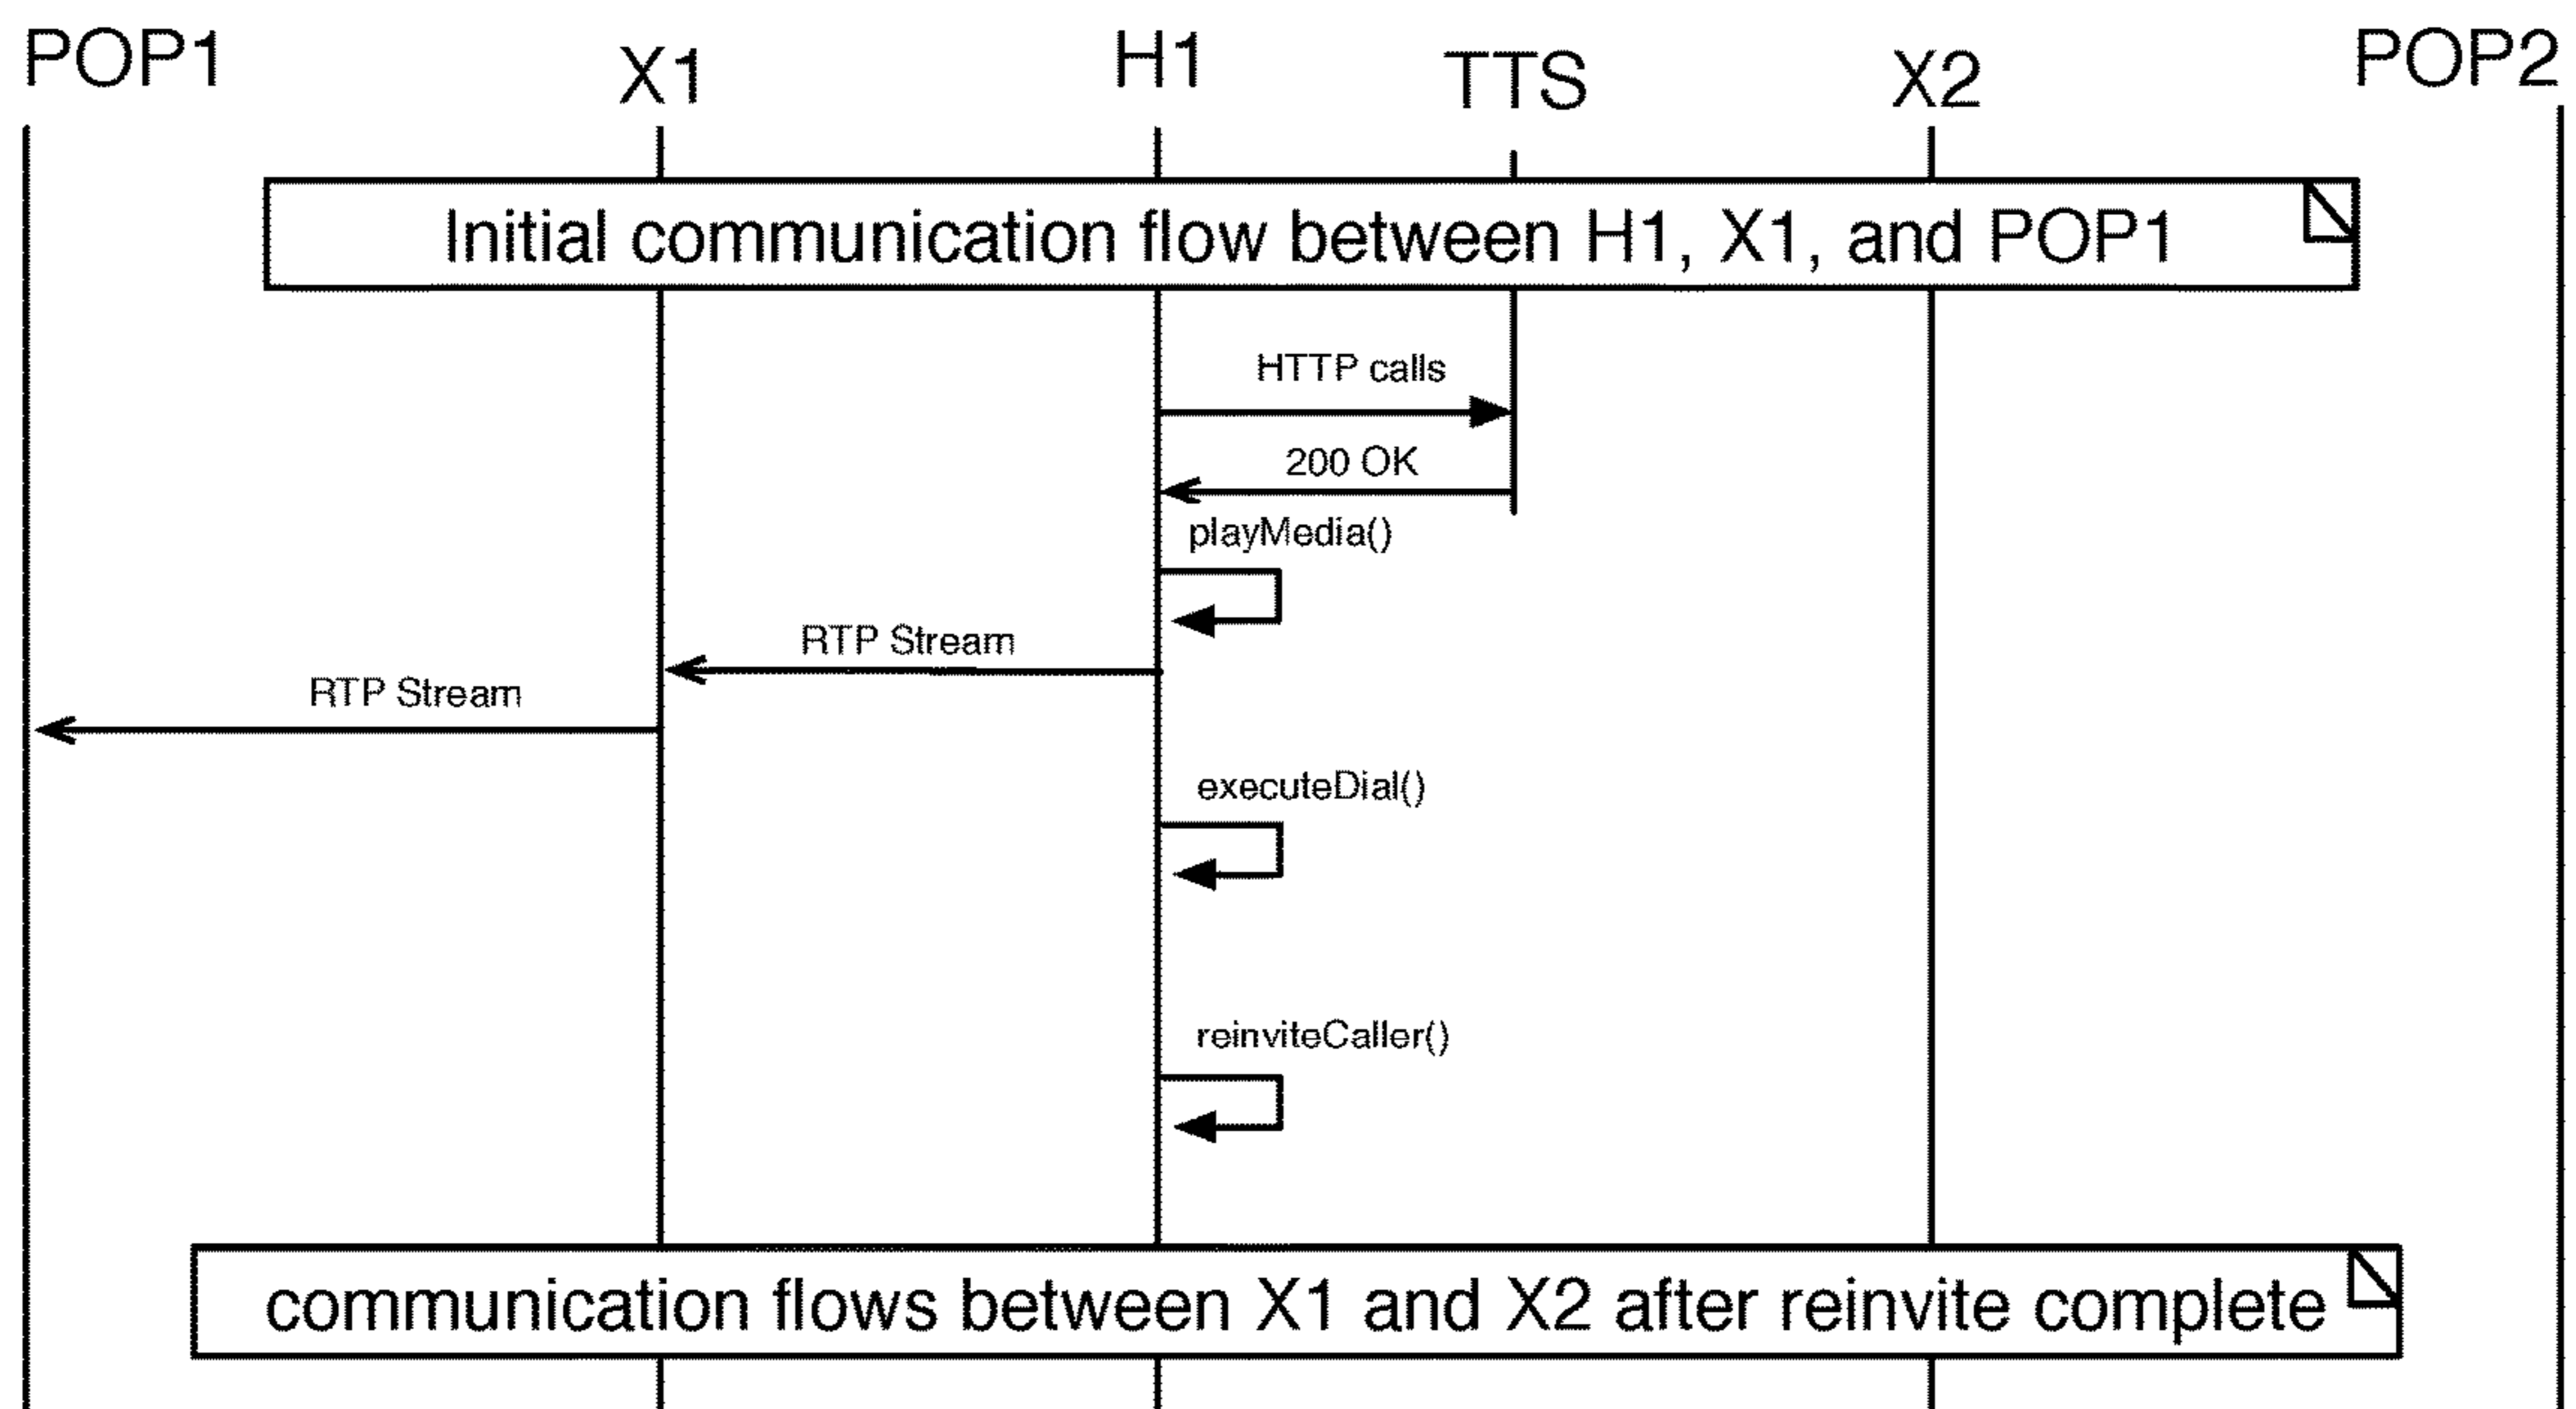 POP1
X1
H1
TTS
X2
POP2
Initial communication flow between H1, X1, and POP1
HTTP calls
200 OK
playMedia()
RTP Stream
RTP Stream
executeDial()
reinviteCaller()
communication flows between X1 and X2 after reinvite complete